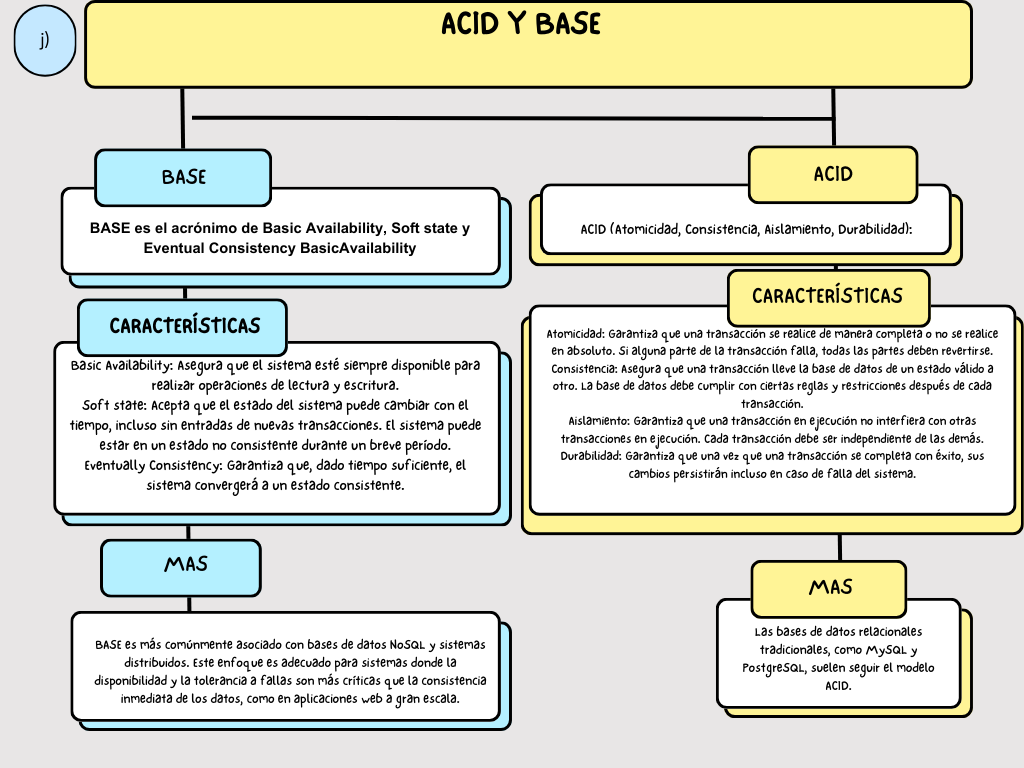 j)
ACID Y BASE
BASE
BASE es el acrónimo de Basic Availability, Soft state y
Eventual Consistency BasicAvailability
CARACTERÍSTICAS
Basic Availability: Asegura que el sistema esté siempre disponible para
realizar operaciones de lectura y escritura.
Soft state: Acepta que el estado del sistema puede cambiar con el
tiempo, incluso sin entradas de nuevas transacciones. El sistema puede
estar en un estado no consistente durante un breve período.
Eventually Consistency: Garantiza que, dado tiempo suficiente, el
sistema convergerá a un estado consistente.
MAS
BASE es más comúnmente asociado con bases de datos NoSQL y sistemas
distribuidos. Este enfoque es adecuado para sistemas donde la
disponibilidad y la tolerancia a fallas son más críticas que la consistencia
inmediata de los datos, como en aplicaciones web a gran escala.
ACID
ACID (Atomicidad, Consistencia, Aislamiento, Durabilidad):
CARACTERÍSTICAS
Atomicidad: Garantiza que una transacción se realice de manera completa o no se realice
en absoluto. Si alguna parte de la transacción falla, todas las partes deben revertirse.
Consistencia: Asegura que una transacción lleve la base de datos de un estado válido a
otro. La base de datos debe cumplir con ciertas reglas y restricciones después de cada
transacción.
Aislamiento: Garantiza que una transacción en ejecución no interfiera con otras
transacciones en ejecución. Cada transacción debe ser independiente de las demás.
Durabilidad: Garantiza que una vez que una transacción se completa con éxito, sus
cambios persistirán incluso en caso de falla del sistema.
MAS
Las bases de datos relacionales
tradicionales, como MySQL y
PostgreSQL, suelen seguir el modelo
ACID.